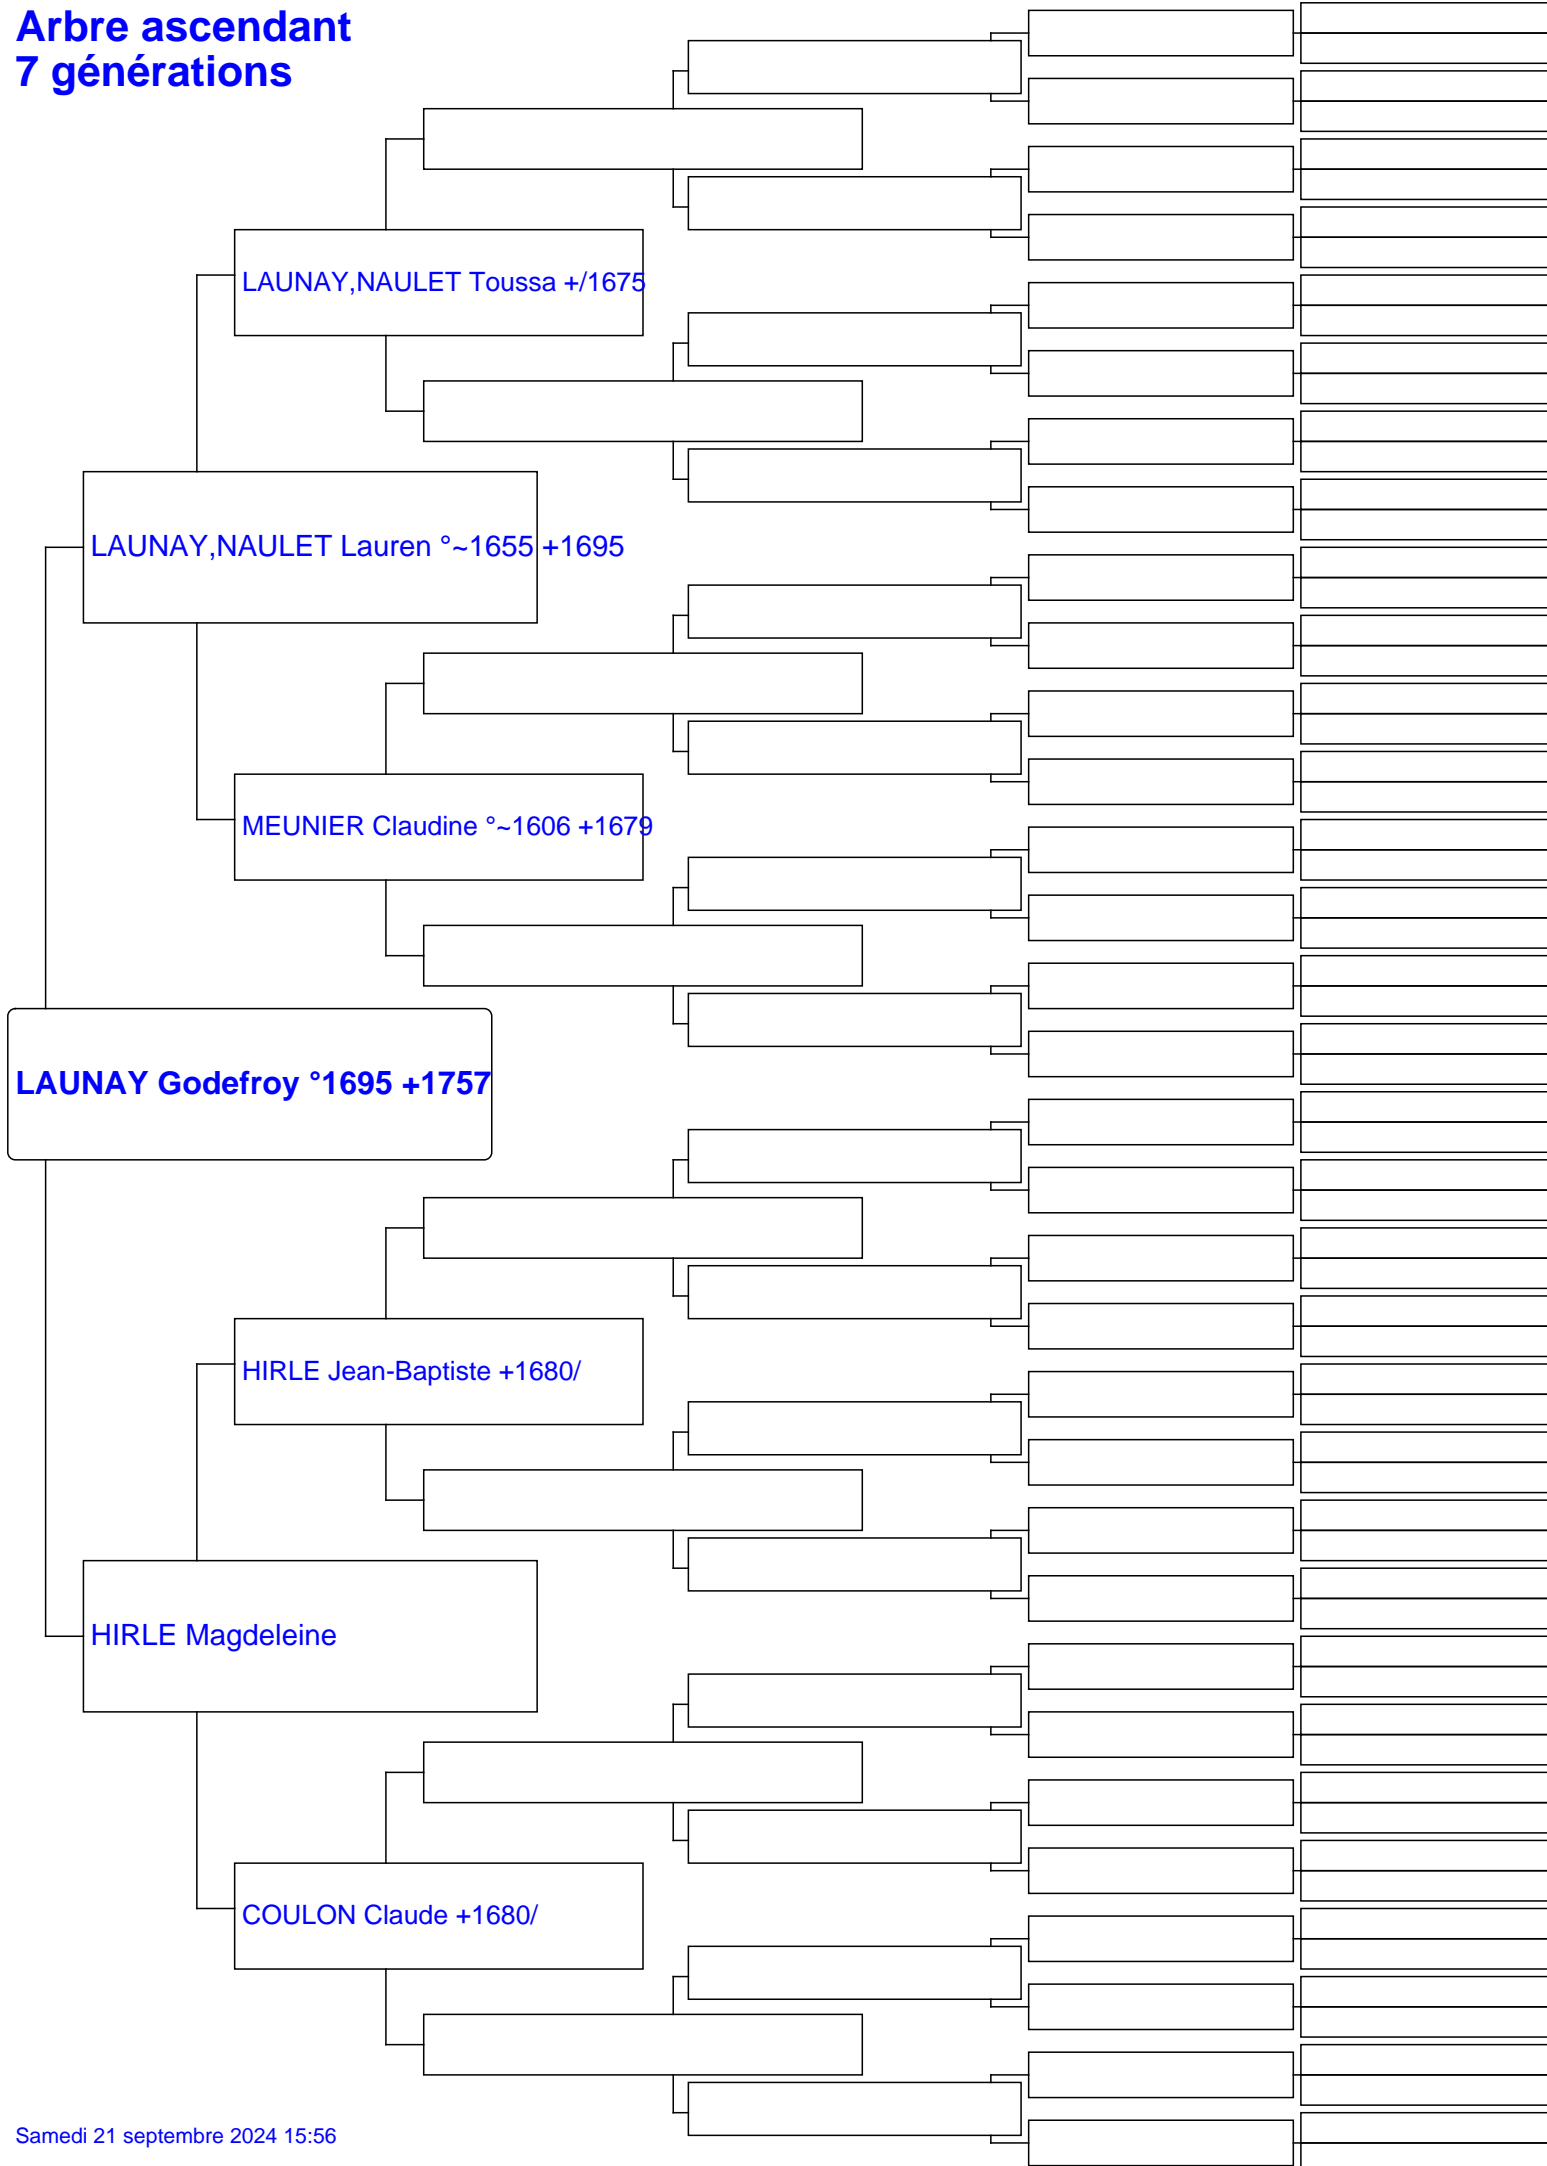 Arbre ascendant
7 générations
LAUNAY,NAULET Toussa +/1675
LAUNAY,NAULET Lauren °~1655 +1695
MEUNIER Claudine °~1606 +1679
LAUNAY Godefroy °1695 +1757
HIRLE Jean-Baptiste +1680/
HIRLE Magdeleine
COULON Claude +1680/
Samedi 21 septembre 2024 15:56